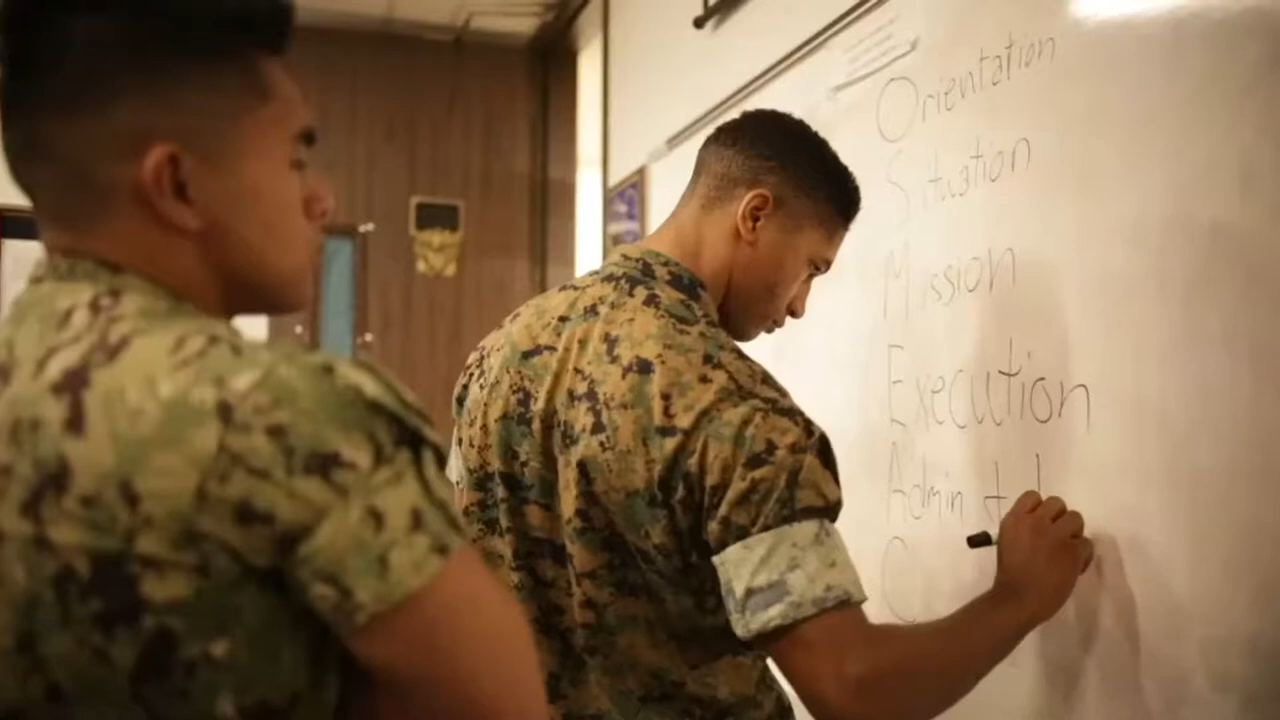 Orientation
Situation
Mission
Execution
Admin + L
C